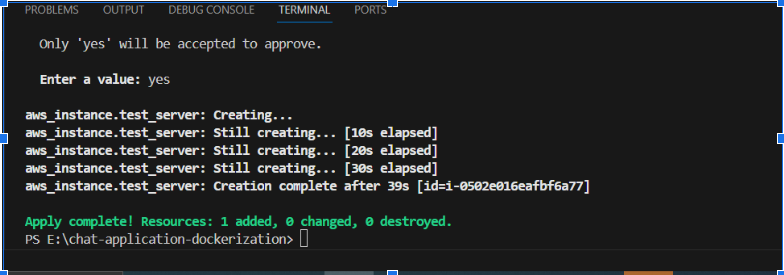 PROBLEMS OUTPUT DEBUG CONSOLE TERMINAL PORTS
Only 'yes' will be accepted to approve.
Enter a value: yes
aws_instance.test_server: Creating...
aws_instance.test_server: Still creating... [10s elapsed]
aws_instance.test_server: Still creating... [20s elapsed]
aws_instance.test_server: Still creating... [30s elapsed]
aws_instance.test_server: Creation complete after 39s [id=i-0502e016eafbf6a77]
Apply complete! Resources: 1 added, 0 changed, 0 destroyed.
PS E:\chat-application-dockerization>